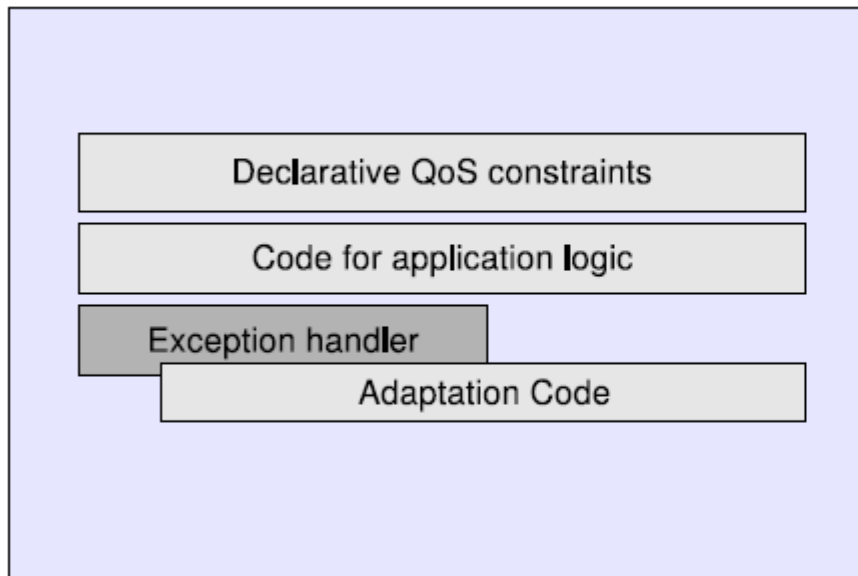 Declarative QoS constraints
Code for application logic
Exception handler
Adaptation Code